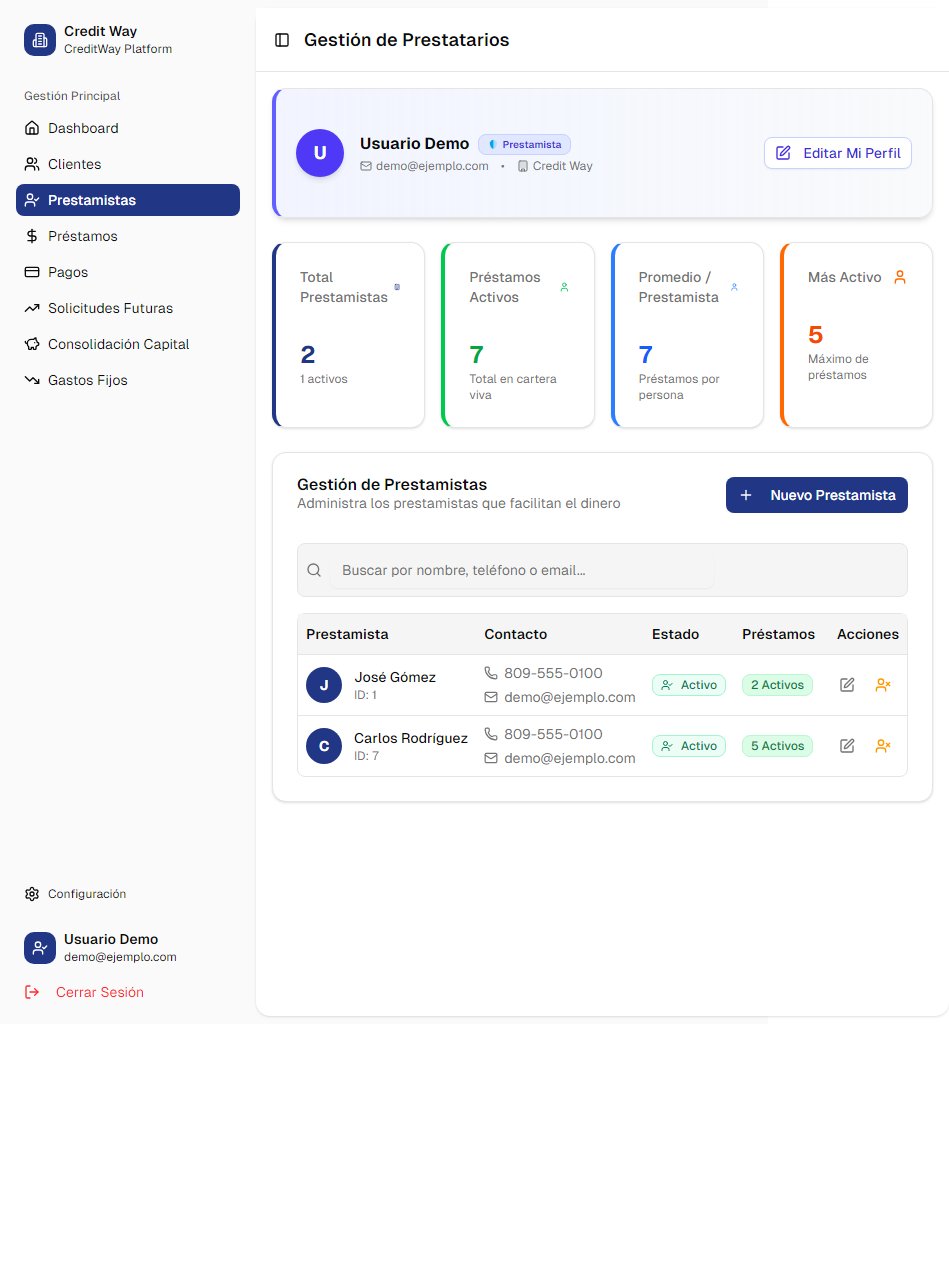 Credit Way
CreditWay Platform
Gestión Principal
Dashboard
Clientes
Prestamistas
Préstamos
Pagos
Solicitudes Futuras
Consolidación Capital
Gastos Fijos
Configuración
Usuario Demo
demo@ejemplo.com
Cerrar Sesión
Gestión de Prestatarios
U
Usuario Demo
Prestamista
demo@ejemplo.com • Credit Way
Editar Mi Perfil
Total
Prestamistas
2
1 activos
Préstamos
Activos
7
Total en cartera
viva
Promedio /
Prestamista
7
Préstamos por
persona
Más Activo
5
Máximo de
préstamos
Gestión de Prestamistas
Administra los prestamistas que facilitan el dinero
Nuevo Prestamista
Buscar por nombre, teléfono o email...
Prestamista Contacto Estado Préstamos Acciones
J
José Gómez
ID: 1
809-555-0100
demo@ejemplo.com
Activo
2 Activos
C
Carlos Rodríguez
ID: 7
809-555-0100
demo@ejemplo.com
Activo
5 Activos